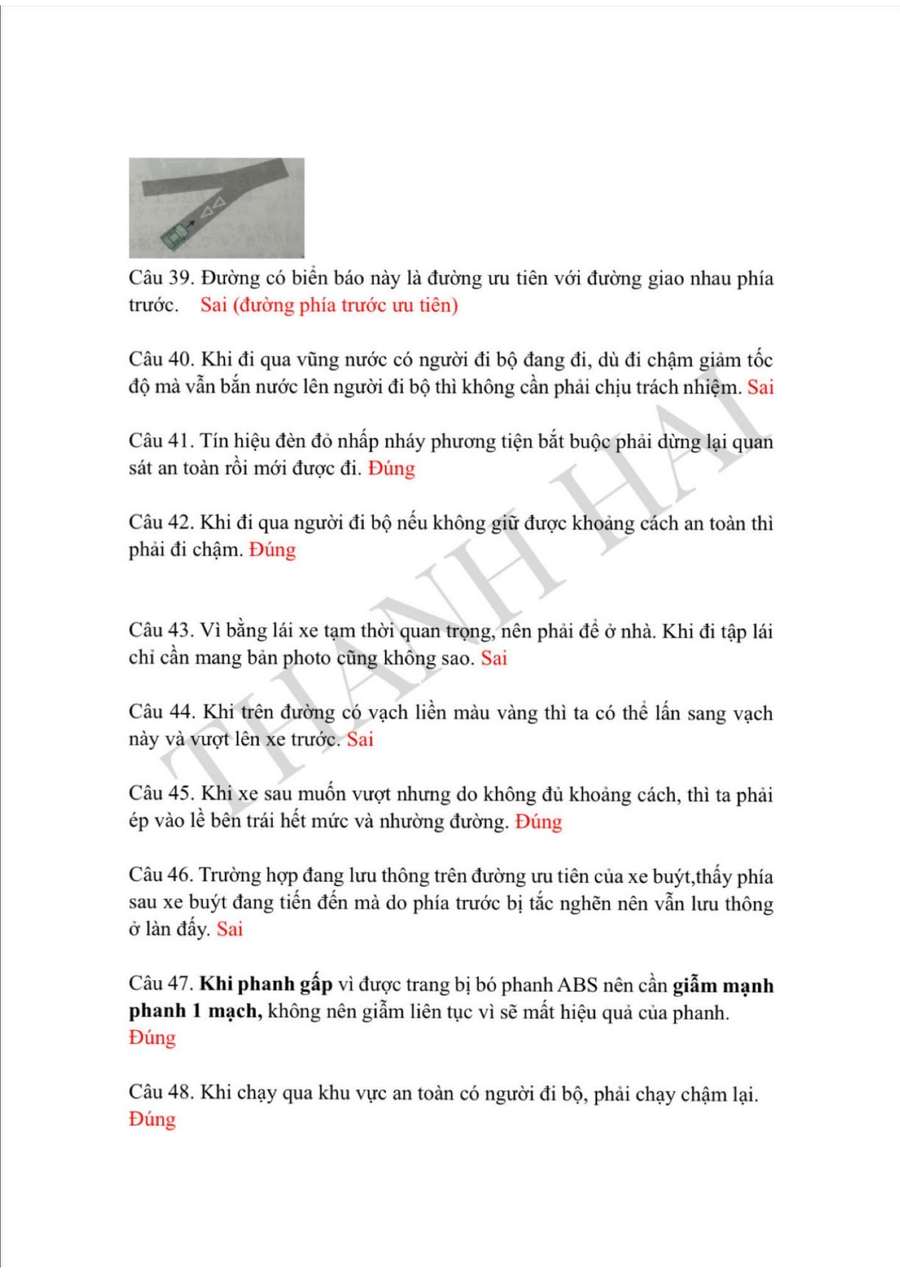 Câu 39. Đường có biển báo này là đường ưu tiên với đường giao nhau phía
trước. Sai (đường phía trước ưu tiên)
Câu 40. Khi đi qua vũng nước có người đi bộ đang đi, dù đi chậm giảm tốc
độ mà vẫn bắn nước lên người đi bộ thì không cần phải chịu trách nhiệm. Sai
Câu 41. Tín hiệu đèn đỏ nhấp nháy phương tiện bắt buộc phải dừng lại quan
sát an toàn rồi mới được đi. Đúng
Câu 42. Khi đi qua người đi bộ nếu không giữ được khoảng cách an toàn thì
phải đi chậm. Đúng
Câu 43. Vì bằng lái xe tạm thời quan trọng, nên phải để ở nhà. Khi đi tập lái
chỉ cần mang bản photo cũng không sao. Sai
Câu 44. Khi trên đường có vạch liền màu vàng thì ta có thể lấn sang vạch
này và vượt lên xe trước. Sai
Câu 45. Khi xe sau muốn vượt nhưng do không đủ khoảng cách, thì ta phải
ép vào lề bên trái hết mức và nhường đường. Đúng
Câu 46. Trường hợp đang lưu thông trên đường ưu tiên của xe buýt,thấy phía
sau xe buýt đang tiến đến mà do phía trước bị tắc nghẽn nên vẫn lưu thông
ở làn đấy. Sai
Câu 47. Khi phanh gấp vì được trang bị bó phanh ABS nên cần giẫm mạnh
phanh 1 mạch, không nên giẫm liên tục vì sẽ mất hiệu quả của phanh.
Đúng
Câu 48. Khi chạy qua khu vực an toàn có người đi bộ, phải chạy chậm lại.
Đúng
THANH HAI